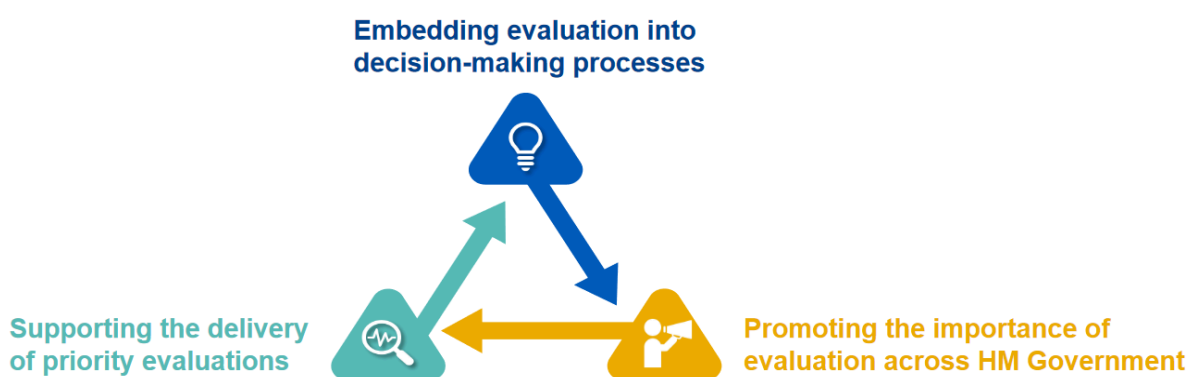 Embedding evaluation into
decision-making processes
Supporting the delivery
of priority evaluations
Promoting the importance of
evaluation across HM Government